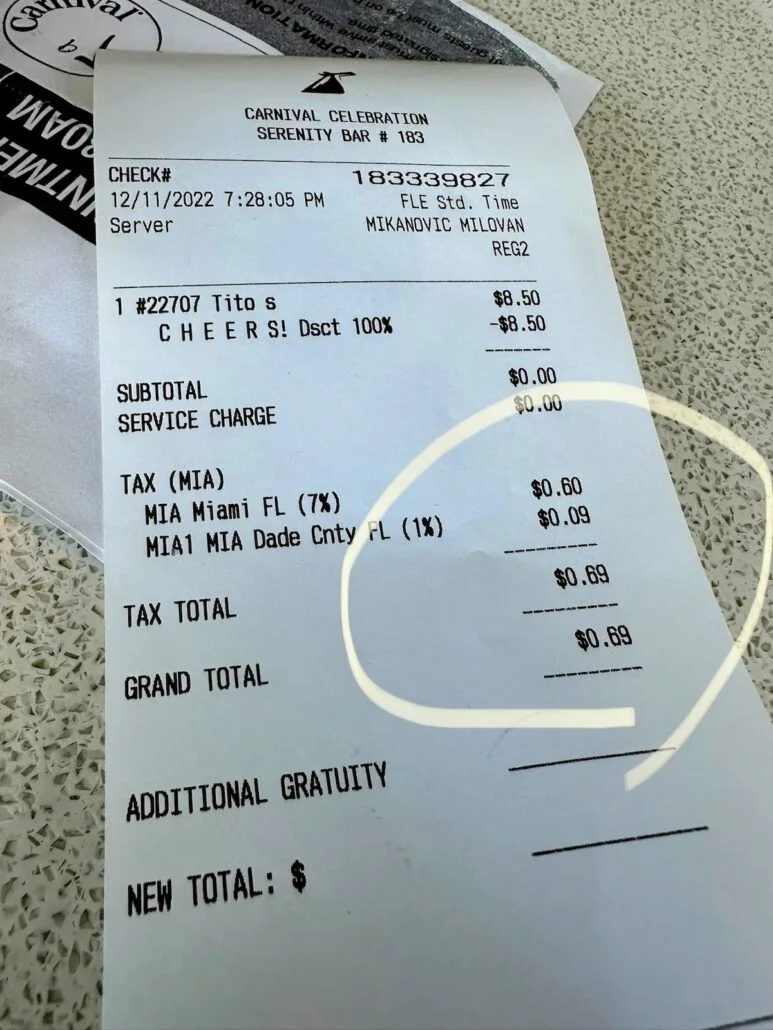 Carnival
CARNIVAL CELEBRATION
SERENITY BAR # 183
CHECK# 183339827
12/11/2022 7:28:05 PM FLE Std. Time
Server MIKANOVIC MILOVAN
REG2
1 #22707 Tito s $8.50
C H E E R S! Dsct 100% -$8.50
SUBTOTAL $0.00
SERVICE CHARGE $0.00
TAX (MIA)
MIA Miami FL (7%) $0.60
MIA1 MIA Dade Cnty FL (1%) $0.09
TAX TOTAL $0.69
GRAND TOTAL $0.69
ADDITIONAL GRATUITY
NEW TOTAL: $